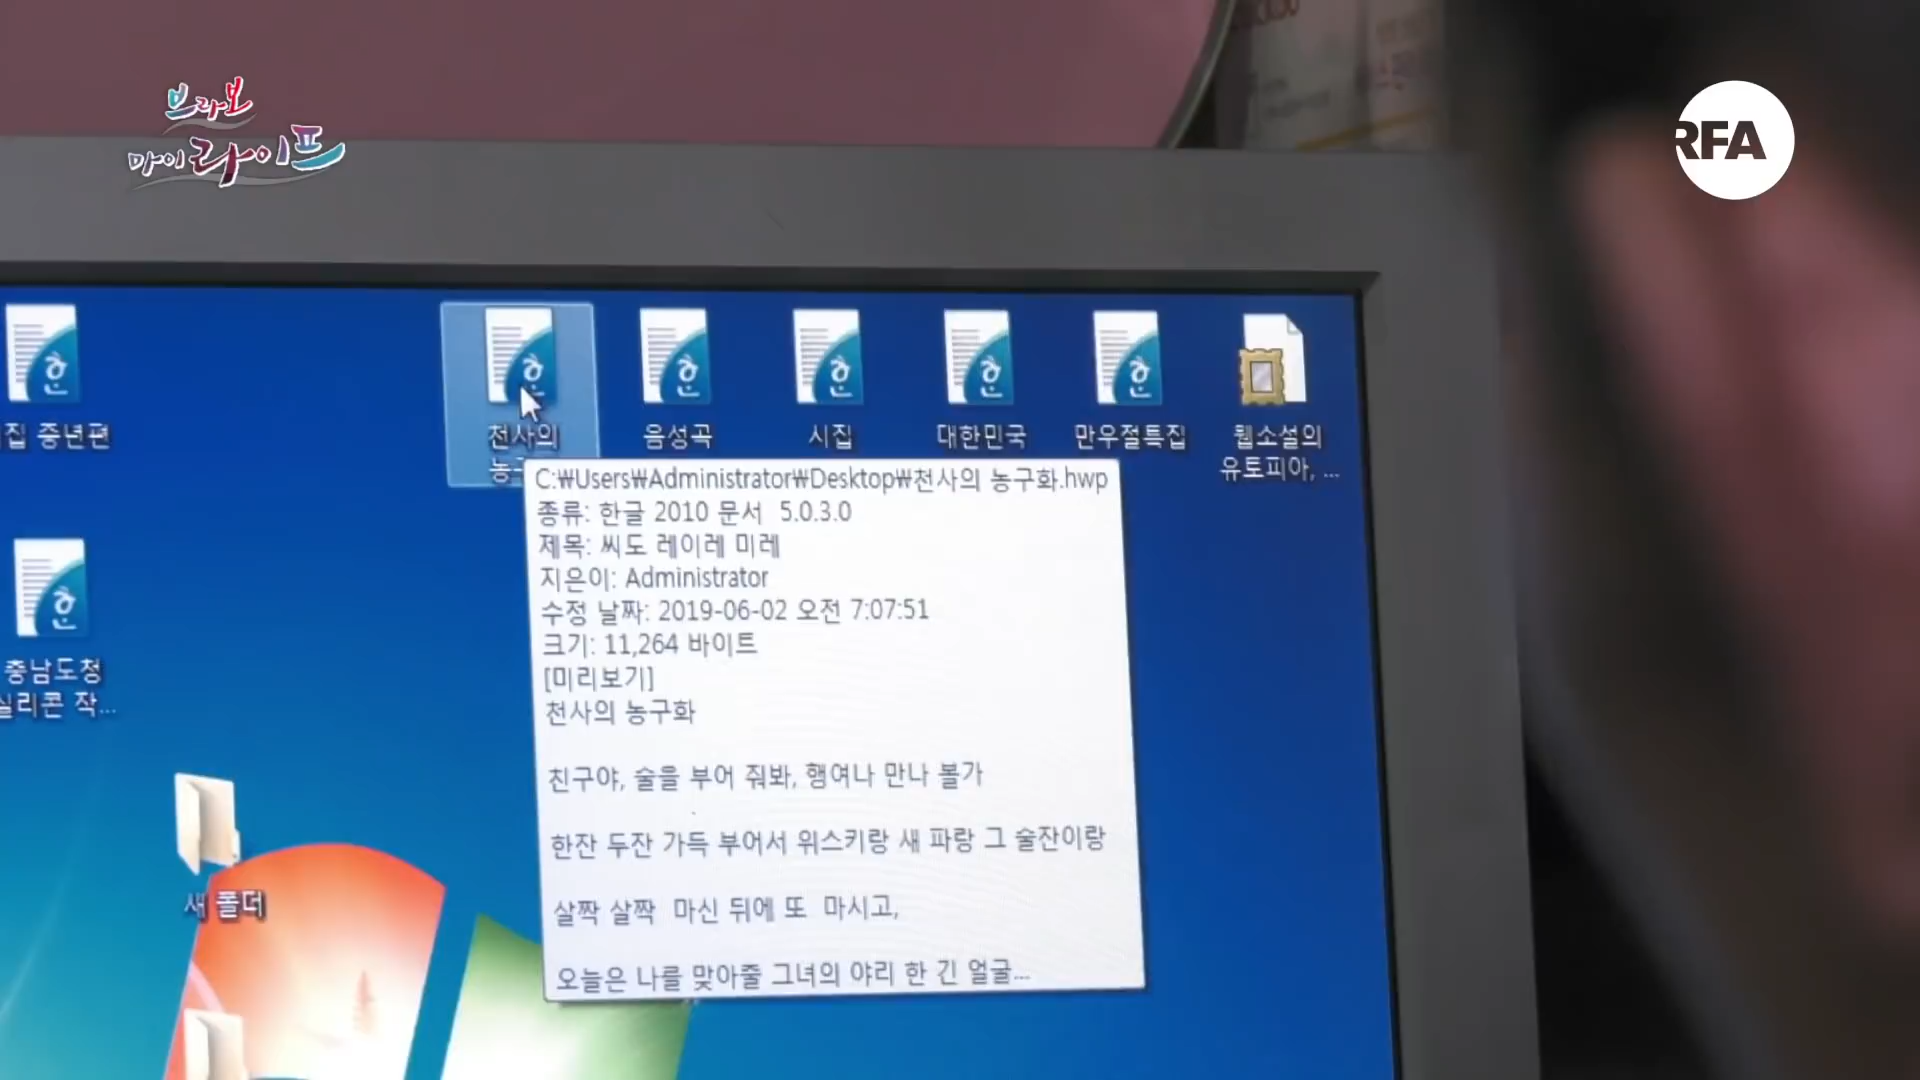 브라보
마이 라이프
RFA
집 중년편
천사의
음성곡
시집
대한민국
만우절특집
웹소설의
유토피아, ...
C:₩Users₩Administrator₩Desktop₩천사의 농구화.hwp
종류: 한글 2010 문서 5.0.3.0
제목: 씨도 레이레 미레
지은이: Administrator
수정 날짜: 2019-06-02 오전 7:07:51
크기: 11,264 바이트
[미리보기]
천사의 농구화
친구야, 술을 부어 줘봐, 행여나 만나 볼가
한잔 두잔 가득 부어서 위스키랑 새 파랑 그 술잔이랑
살짝 살짝 마신 뒤에 또 마시고,
오늘은 나를 맞아줄 그녀의 야리 한 긴 얼굴...
충남도청
실리콘 작...
새 폴더